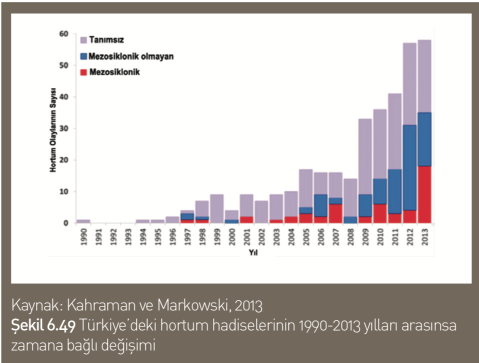 60
50
40
30
20
10
0
Hortum Olaylarının Sayısı
Tanımsız
Mezosiklonik olmayan
Mezosiklonik
1990 1991 1992 1993 1994 1995 1996 1997 1998 1999 2000 2001 2002 2003 2004 2005 2006 2007 2008 2009 2010 2011 2012 2013
Yıl
Kaynak: Kahraman ve Markowski, 2013
Şekil 6.49 Türkiye'deki hortum hadiselerinin 1990-2013 yılları arasınsa
zamana bağlı değişimi